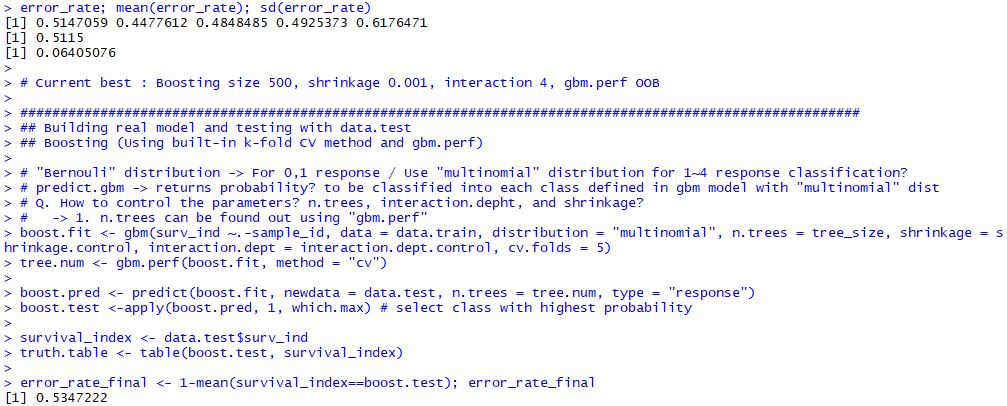 > error_rate; mean(error_rate); sd(error_rate)
[1] 0.5147059 0.4477612 0.4848485 0.4925373 0.6176471
[1] 0.5115
[1] 0.06405076
>
> # Current best : Boosting size 500, shrinkage 0.001, interaction 4, gbm.perf OOB
>
> #########################################################################################################
> ## Building real model and testing with data.test
> ## Boosting (Using built-in k-fold CV method and gbm.perf)
>
> # "Bernouli" distribution -> For 0,1 response / Use "multinomial" distribution for 1~4 response classification?
> # predict.gbm -> returns probability? to be classified into each class defined in gbm model with "multinomial" dist
> # Q. How to control the parameters? n.trees, interaction.depht, and shrinkage?
> #   -> 1. n.trees can be found out using "gbm.perf"
> boost.fit <- gbm(surv_ind ~.-sample_id, data = data.train, distribution = "multinomial", n.trees = tree_size, shrinkage = s
hrinkage.control, interaction.dept = interaction.dept.control, cv.folds = 5)
> tree.num <- gbm.perf(boost.fit, method = "cv")
>
> boost.pred <- predict(boost.fit, newdata = data.test, n.trees = tree.num, type = "response")
> boost.test <-apply(boost.pred, 1, which.max) # select class with highest probability
>
> survival_index <- data.test$surv_ind
> truth.table <- table(boost.test, survival_index)
>
> error_rate_final <- 1-mean(survival_index==boost.test); error_rate_final
[1] 0.5347222